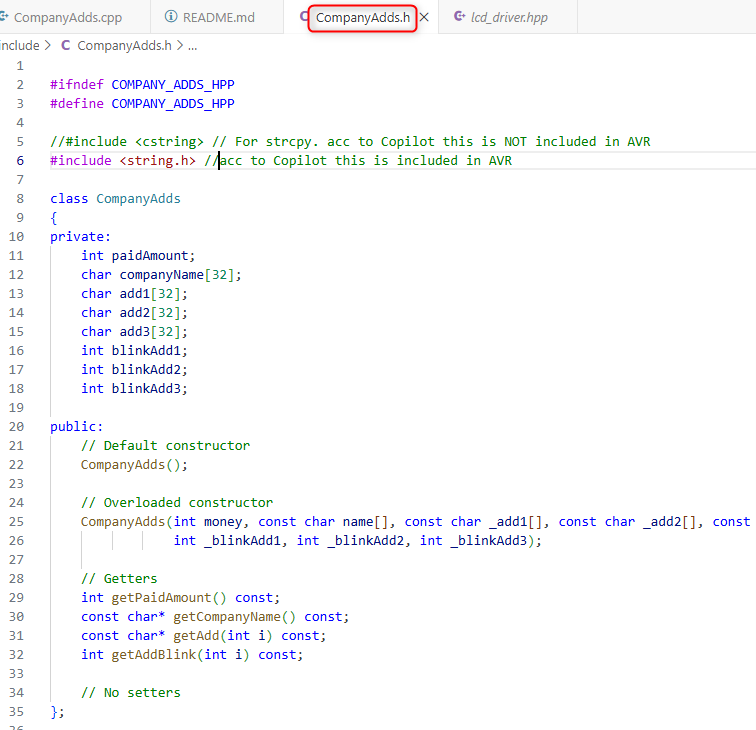 CompanyAdds.cpp README.md CompanyAdds.h lcd_driver.hpp
include > C CompanyAdds.h > ...
1
2 #ifndef COMPANY_ADDS_HPP
3 #define COMPANY_ADDS_HPP
4
5 //#include <cstring> // For strcpy. acc to Copilot this is NOT included in AVR
6 #include <string.h> //acc to Copilot this is included in AVR
7
8 class CompanyAdds
9 {
10 private:
11 int paidAmount;
12 char companyName[32];
13 char add1[32];
14 char add2[32];
15 char add3[32];
16 int blinkAdd1;
17 int blinkAdd2;
18 int blinkAdd3;
19
20 public:
21 // Default constructor
22 CompanyAdds();
23
24 // Overloaded constructor
25 CompanyAdds(int money, const char name[], const char _add1[], const char _add2[], const
26 int _blinkAdd1, int _blinkAdd2, int _blinkAdd3);
27
28 // Getters
29 int getPaidAmount() const;
30 const char* getCompanyName() const;
31 const char* getAdd(int i) const;
32 int getAddBlink(int i) const;
33
34 // No setters
35 };